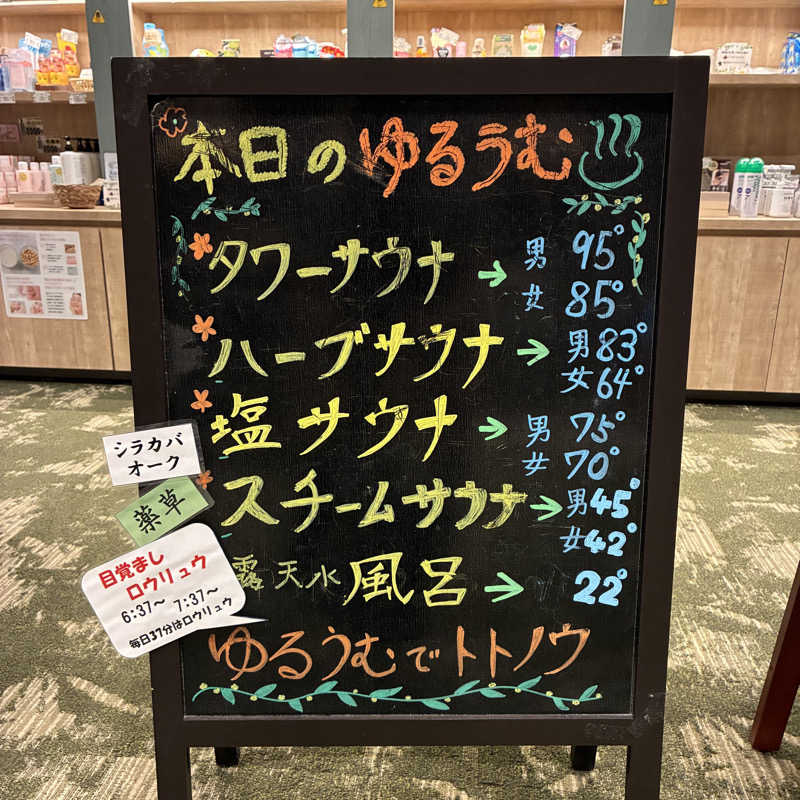 本日のゆるうむ
タワーサウナ → 男 95°
女 85°
ハーブサウナ → 男 83°
女 64°
塩サウナ → 男 75°
女 70°
スチームサウナ → 男 45°
女 42°
露天水風呂 → 22°
ゆるうむでトトノウ
シラカバ
オーク
薬草
目覚まし
ロウリュウ
6:37～ 7:37～
毎日37分はロウリュウ